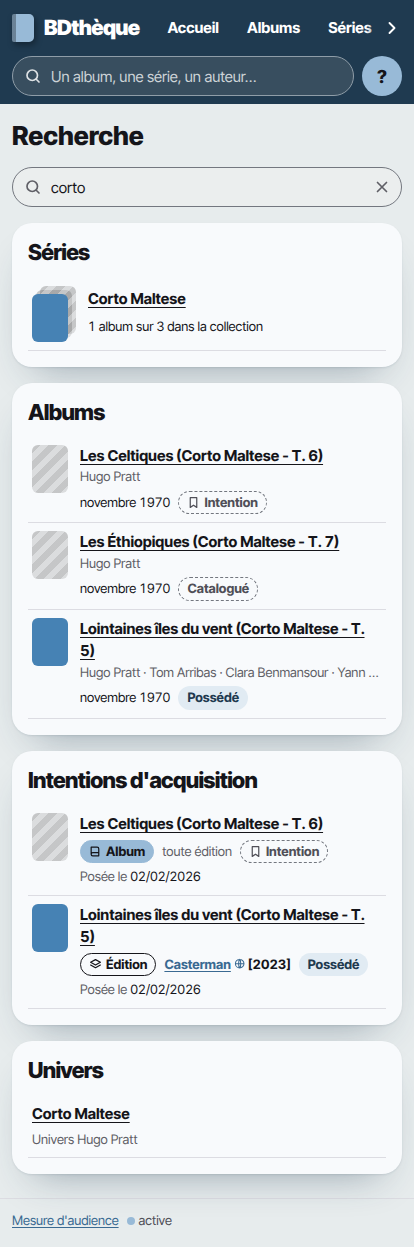 BDthèque Accueil Albums Séries
Un album, une série, un auteur... ?
Recherche
corto
Séries
Corto Maltese
1 album sur 3 dans la collection
Albums
Les Celtiques (Corto Maltese - T. 6)
Hugo Pratt
novembre 1970 Intention
Les Éthiopiques (Corto Maltese - T. 7)
Hugo Pratt
novembre 1970 Catalogué
Lointaines îles du vent (Corto Maltese - T.
5)
Hugo Pratt · Tom Arribas · Clara Benmansour · Yann ...
novembre 1970 Possédé
Intentions d'acquisition
Les Celtiques (Corto Maltese - T. 6)
Album toute édition Intention
Posée le 02/02/2026
Lointaines îles du vent (Corto Maltese - T.
5)
Édition Casterman [2023] Possédé
Posée le 02/02/2026
Univers
Corto Maltese
Univers Hugo Pratt
Mesure d'audience active